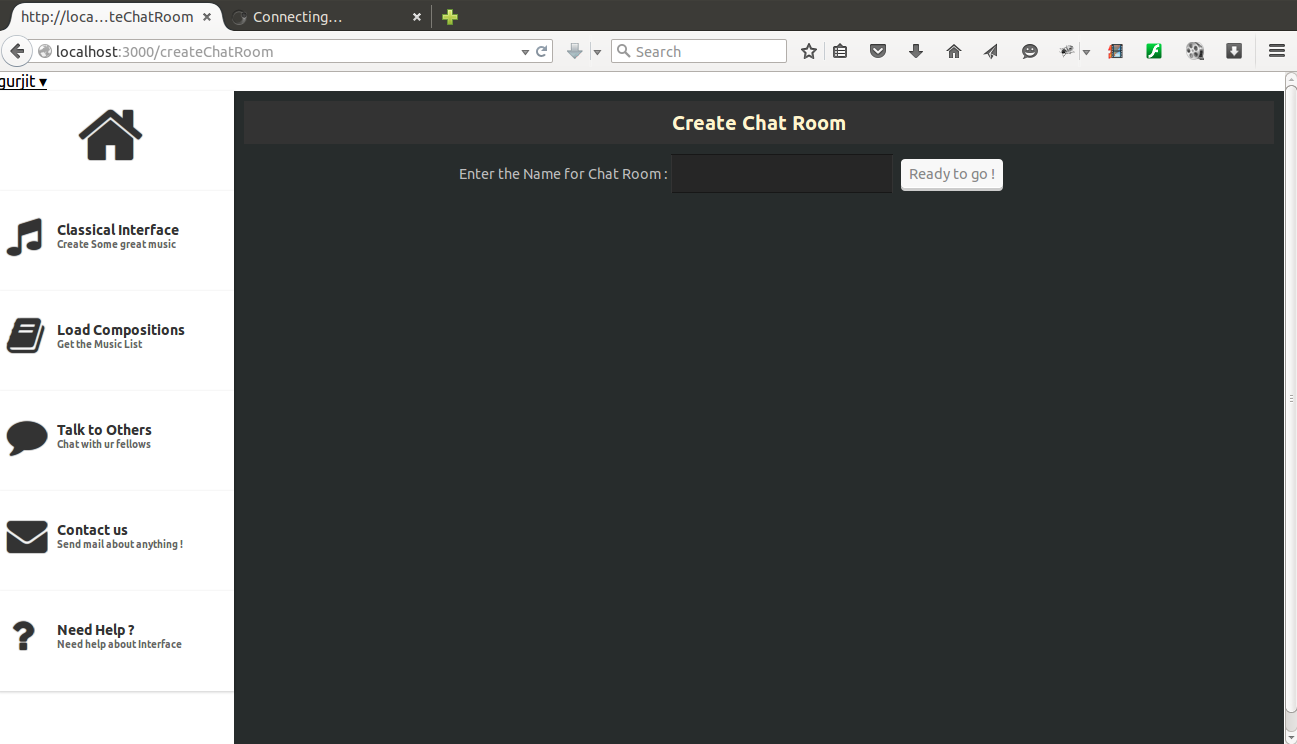 http://loca...teChatRoom
Connecting...
localhost:3000/createChatRoom
Search
gurjit ▾
Create Chat Room
Enter the Name for Chat Room :
Ready to go !
Classical Interface
Create Some great music
Load Compositions
Get the Music List
Talk to Others
Chat with ur fellows
Contact us
Send mail about anything !
Need Help ?
Need help about Interface